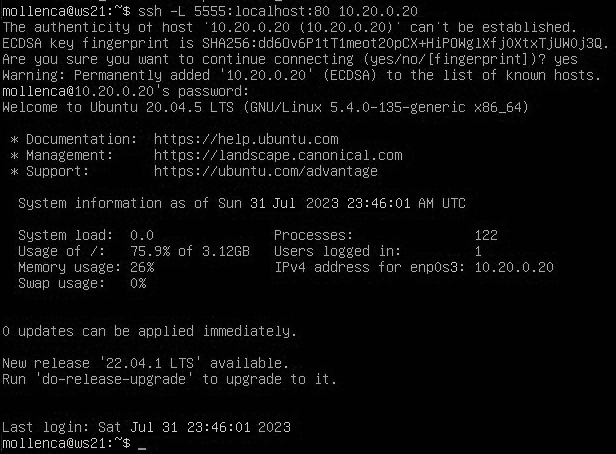 mollenca@ws21:~$ ssh -L 5555:localhost:80 10.20.0.20
The authenticity ot host '10.20.0.20 (10.20.0.20)' can't be established.
ECDSA key fingerprint is SHA256:dd6Ov6P1tT1meot20pCX+HiPOWglXfjOXtxTjUWOj3Q.
Are you sure you want to continue connecting (yes/no/[fingerprint])? yes
Warning: Permanently added '10.20.0.20' (ECDSA) to the list of known hosts.
mollenca@10.20.0.20's password:
Welcome to Ubuntu 20.04.5 LTS (GNU/Linux 5.4.0-135-generic x86_64)
* Documentation: https://help.ubuntu.com
* Management: https://landscape.canonical.com
* Support: https://ubuntu.com/advantage
System information as of Sun 31 Jul 2023 23:46:01 AM UTC
System load: 0.0 Processes: 122
Usage of /: 75.9% of 3.12GB Users logged in: 1
Memory usage: 26% IPv4 address for enp0s3: 10.20.0.20
Swap usage: 0%
0 updates can be applied immediately.
New release '22.04.1 LTS' available.
Run 'do-release-upgrade' to upgrade to it.
Last login: Sat Jul 31 23:46:01 2023
mollenca@ws21:~$ _